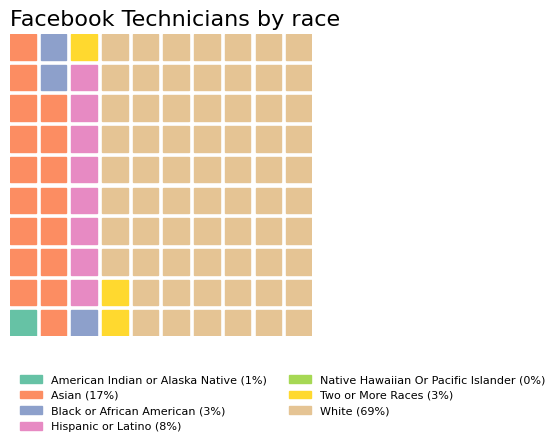 Facebook Technicians by race
American Indian or Alaska Native (1%)
Asian (17%)
Black or African American (3%)
Hispanic or Latino (8%)
Native Hawaiian Or Pacific Islander (0%)
Two or More Races (3%)
White (69%)